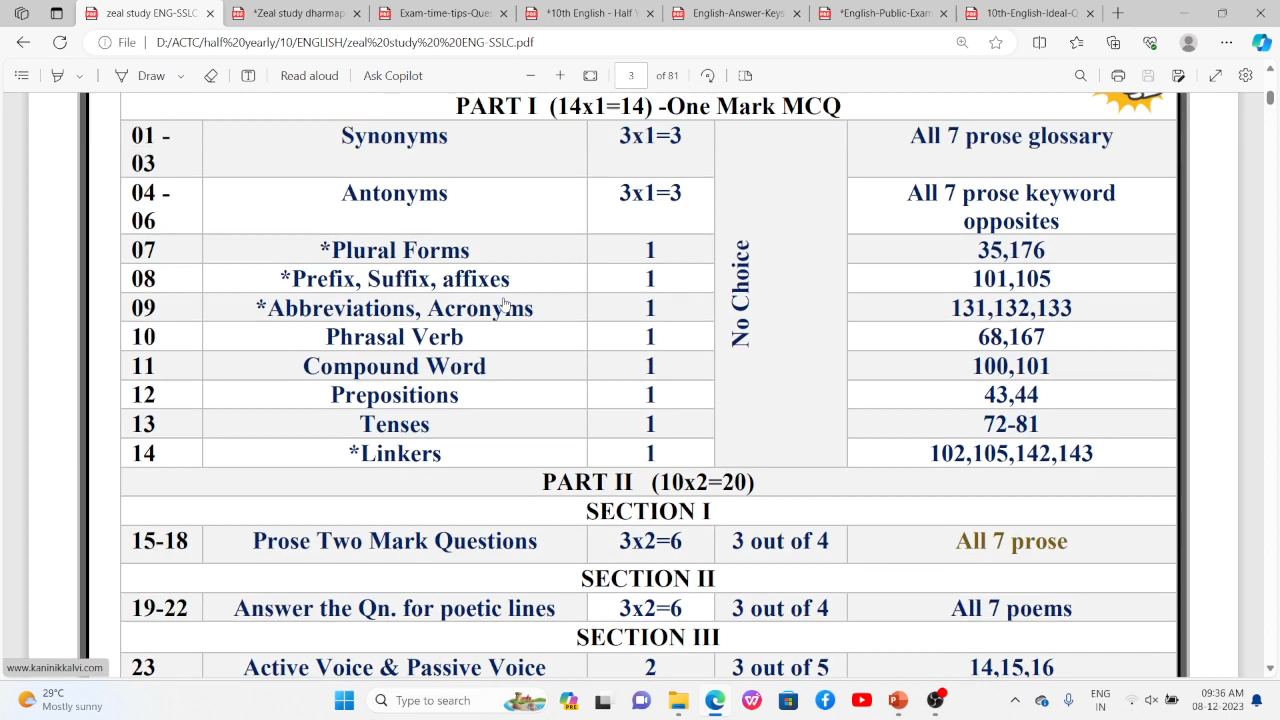 zeal study ENG-SSLC
*Zeal study dharmap
Exam-time-tips-Que
*10th English - Half Y
English-Answer-Keys
*English-Public-Exam
10th-English-Ideal-Q
File D:/ACTC/half%20yearly/10/ENGLISH/zeal%20study%20%20ENG-SSLC.pdf
Draw Read aloud Ask Copilot 3 of 81
PART I (14x1=14) -One Mark MCQ
01 - 03 Synonyms 3x1=3 All 7 prose glossary
04 - 06 Antonyms 3x1=3 All 7 prose keyword opposites
No Choice
07 *Plural Forms 1 35,176
08 *Prefix, Suffix, affixes 1 101,105
09 *Abbreviations, Acronyms 1 131,132,133
10 Phrasal Verb 1 68,167
11 Compound Word 1 100,101
12 Prepositions 1 43,44
13 Tenses 1 72-81
14 *Linkers 1 102,105,142,143
PART II (10x2=20)
SECTION I
15-18 Prose Two Mark Questions 3x2=6 3 out of 4 All 7 prose
SECTION II
19-22 Answer the Qn. for poetic lines 3x2=6 3 out of 4 All 7 poems
SECTION III
23 Active Voice & Passive Voice 2 3 out of 5 14,15,16
www.kaninikkalvi.com
29°C
Mostly sunny
Type to search
PRE
ENG
IN
09:36 AM
08-12-2023